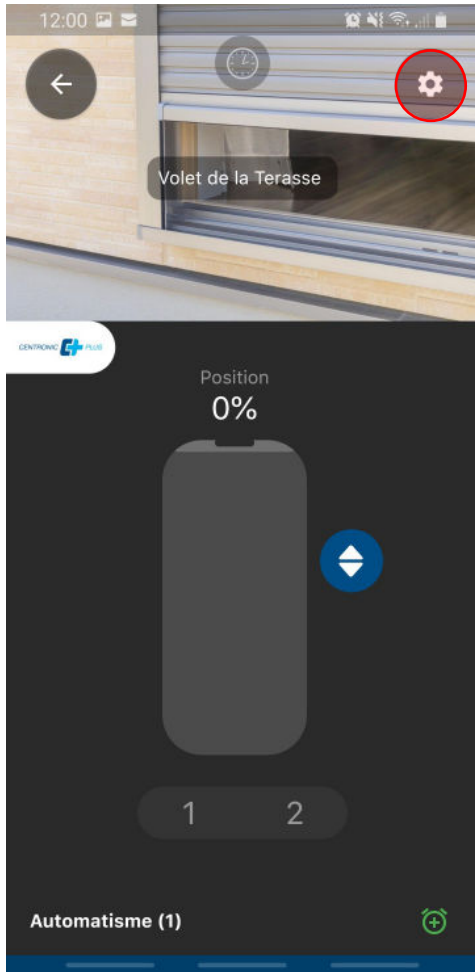 12:00
Volet de la Terasse
CENTRONIC C+ PLUS
Position
0%
1 2
Automatisme (1)